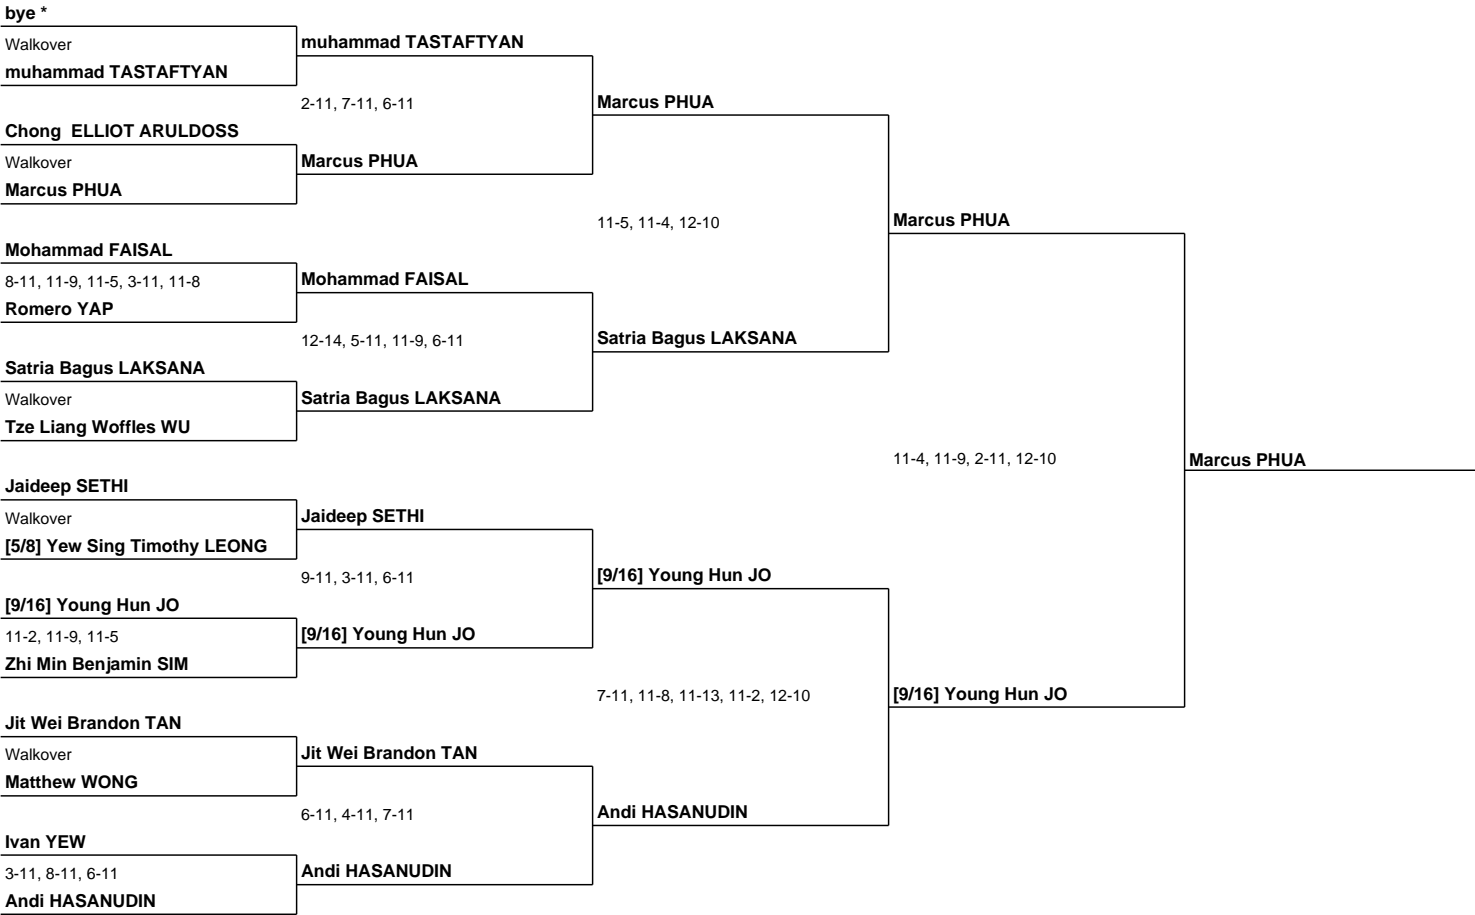 bye *
Walkover
muhammad TASTAFTYAN
Chong  ELLIOT ARULDOSS
Walkover
Marcus PHUA
Mohammad FAISAL
8-11, 11-9, 11-5, 3-11, 11-8
Romero YAP
Satria Bagus LAKSANA
Walkover
Tze Liang Woffles WU
Jaideep SETHI
Walkover
[5/8] Yew Sing Timothy LEONG
[9/16] Young Hun JO
11-2, 11-9, 11-5
Zhi Min Benjamin SIM
Jit Wei Brandon TAN
Walkover
Matthew WONG
Ivan YEW
3-11, 8-11, 6-11
Andi HASANUDIN
muhammad TASTAFTYAN
2-11, 7-11, 6-11
Marcus PHUA
Mohammad FAISAL
12-14, 5-11, 11-9, 6-11
Satria Bagus LAKSANA
Jaideep SETHI
9-11, 3-11, 6-11
[9/16] Young Hun JO
Jit Wei Brandon TAN
6-11, 4-11, 7-11
Andi HASANUDIN
Marcus PHUA
11-5, 11-4, 12-10
Satria Bagus LAKSANA
[9/16] Young Hun JO
7-11, 11-8, 11-13, 11-2, 12-10
Andi HASANUDIN
Marcus PHUA
11-4, 11-9, 2-11, 12-10
[9/16] Young Hun JO
Marcus PHUA